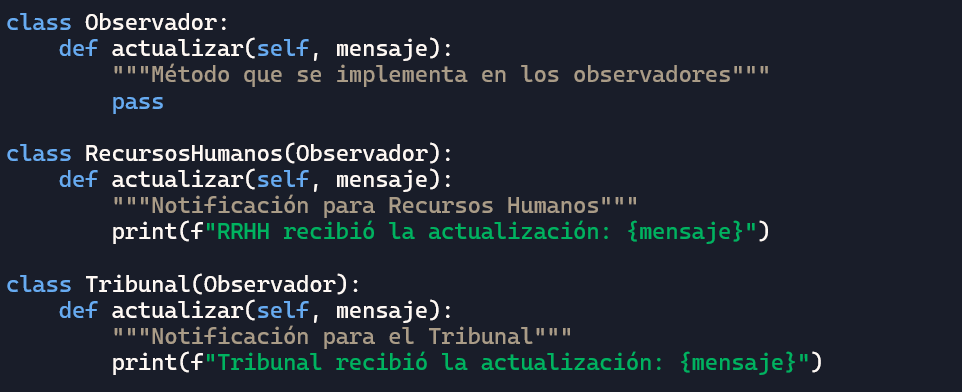 class Observador:
    def actualizar(self, mensaje):
        """Método que se implementa en los observadores"""
        pass

class RecursosHumanos(Observador):
    def actualizar(self, mensaje):
        """Notificación para Recursos Humanos"""
        print(f"RRHH recibió la actualización: {mensaje}")

class Tribunal(Observador):
    def actualizar(self, mensaje):
        """Notificación para el Tribunal"""
        print(f"Tribunal recibió la actualización: {mensaje}")